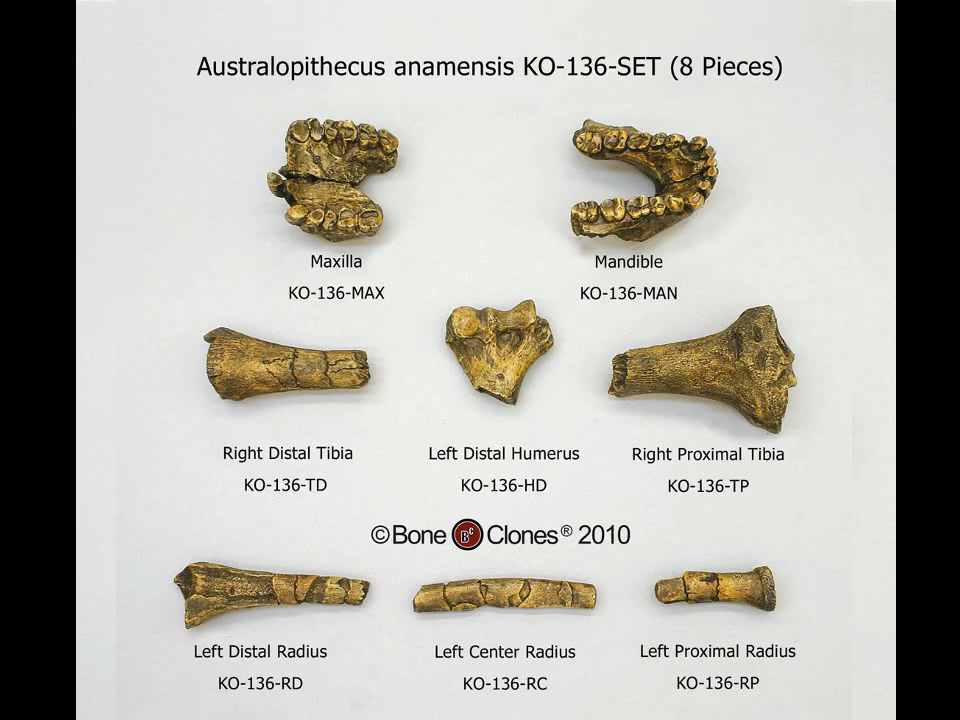 Australopithecus anamensis KO-136-SET (8 Pieces)
Maxilla
KO-136-MAX
Mandible
KO-136-MAN
Right Distal Tibia
KO-136-TD
Left Distal Humerus
KO-136-HD
Right Proximal Tibia
KO-136-TP
©Bone BC Clones® 2010
Left Distal Radius
KO-136-RD
Left Center Radius
KO-136-RC
Left Proximal Radius
KO-136-RP